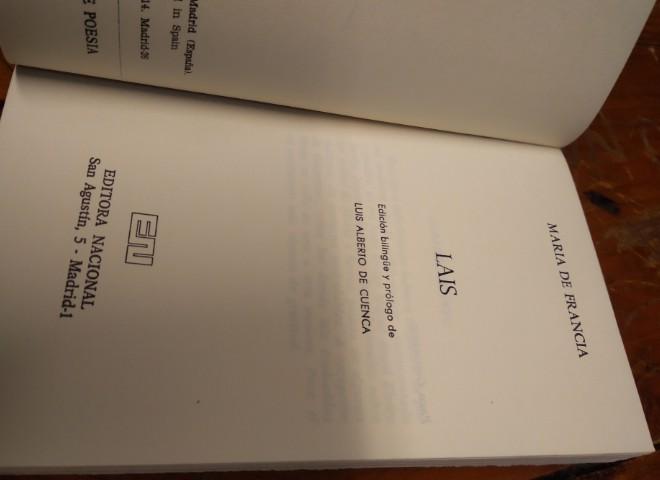 Madrid (España).
in Spain
14. Madrid-26
E POESIA
MARIA DE FRANCIA
LAIS
Edición bilingüe y prólogo de
LUIS ALBERTO DE CUENCA
EN
EDITORA NACIONAL
San Agustín, 5 - Madrid-1